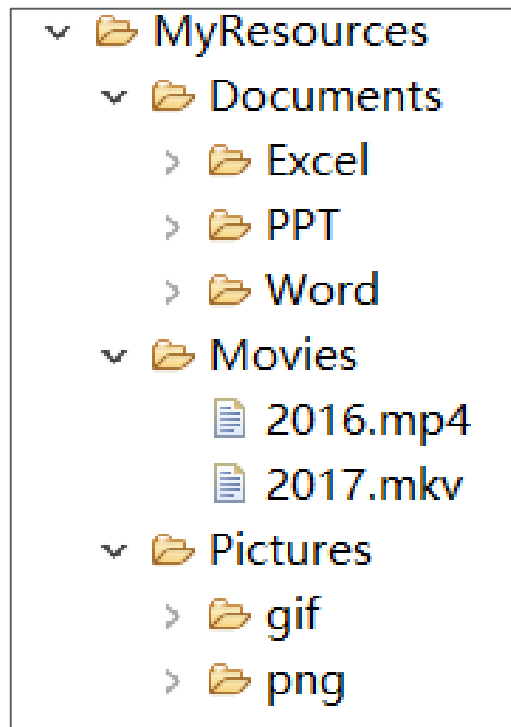 MyResources
Documents
Excel
PPT
Word
Movies
2016.mp4
2017.mkv
Pictures
gif
png